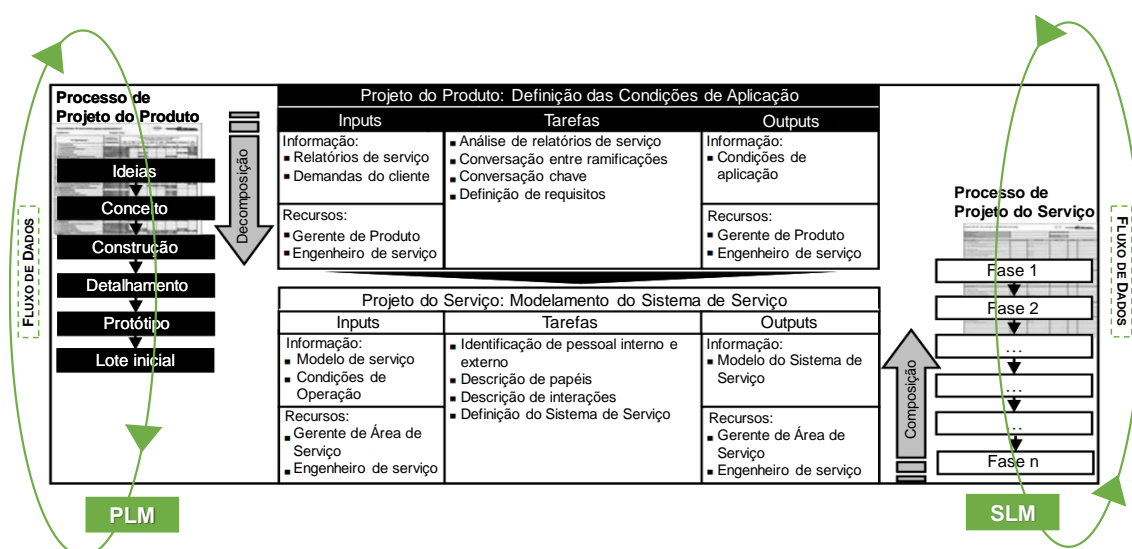 Processo de
Projeto do Produto
Ideias
Conceito
Construção
Detalhamento
Protótipo
Lote inicial
FLUXO DE DADOS
PLM
Decomposição
Projeto do Produto: Definição das Condições de Aplicação
Inputs
Tarefas
Outputs
Informação:
▪ Relatórios de serviço
▪ Demandas do cliente
Recursos:
▪ Gerente de Produto
▪ Engenheiro de serviço
▪ Análise de relatórios de serviço
▪ Conversação entre ramificações
▪ Conversação chave
▪ Definição de requisitos
Informação:
▪ Condições de
aplicação
Recursos:
▪ Gerente de Produto
▪ Engenheiro de serviço
Projeto do Serviço: Modelamento do Sistema de Serviço
Inputs
Tarefas
Outputs
Informação:
▪ Modelo de serviço
▪ Condições de
Operação
Recursos:
▪ Gerente de Área de
Serviço
▪ Engenheiro de serviço
▪ Identificação de pessoal interno e
externo
▪ Descrição de papéis
▪ Descrição de interações
▪ Definição do Sistema de Serviço
Informação:
▪ Modelo do Sistema de
Serviço
Recursos:
▪ Gerente de Área de
Serviço
▪ Engenheiro de serviço
Composição
Processo de
Projeto do Serviço
Fase 1
Fase 2
...
...
...
Fase n
FLUXO DE DADOS
SLM